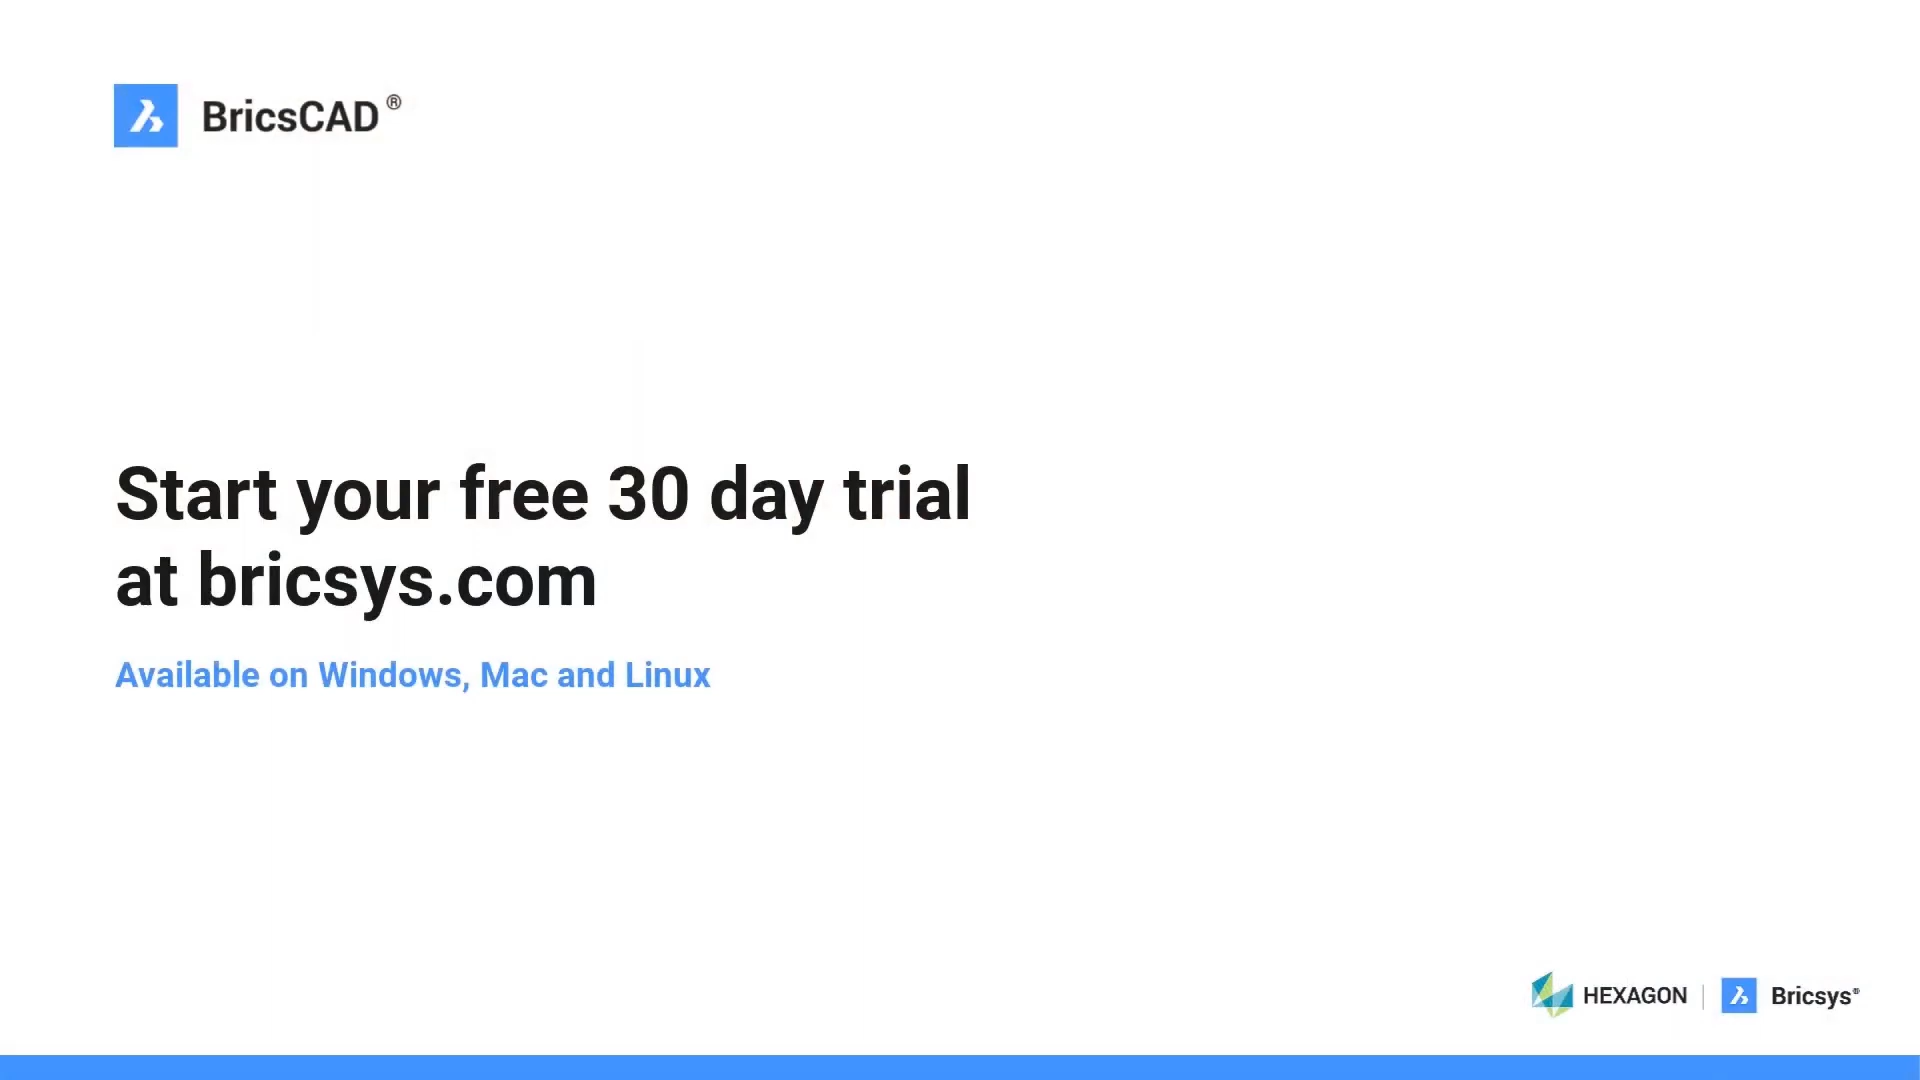 BricsCAD®
Start your free 30 day trial
at bricsys.com
Available on Windows, Mac and Linux
HEXAGON | Bricsys®